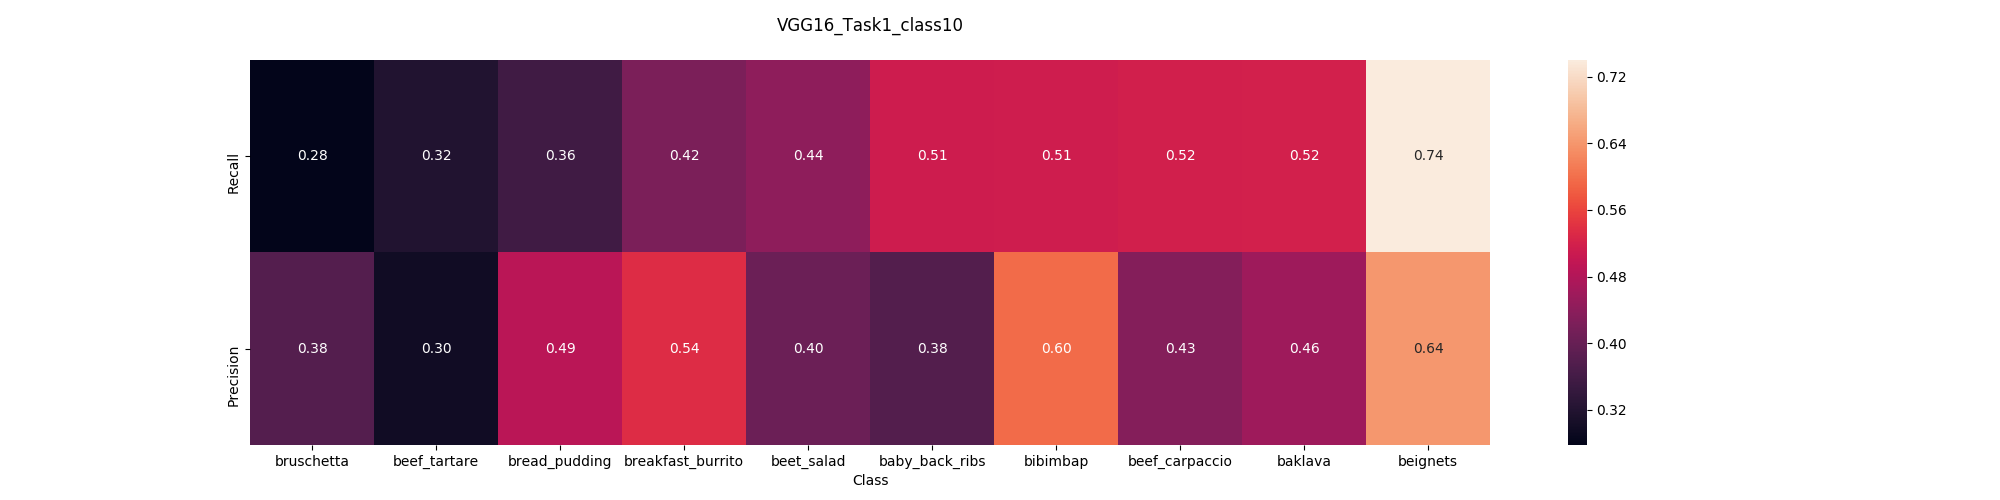 VGG16_Task1_class10
Recall
0.28 0.32 0.36 0.42 0.44 0.51 0.51 0.52 0.52 0.74
Precision
0.38 0.30 0.49 0.54 0.40 0.38 0.60 0.43 0.46 0.64
bruschetta beef_tartare bread_pudding breakfast_burrito beet_salad baby_back_ribs bibimbap beef_carpaccio baklava beignets
Class
0.72
0.64
0.56
0.48
0.40
0.32